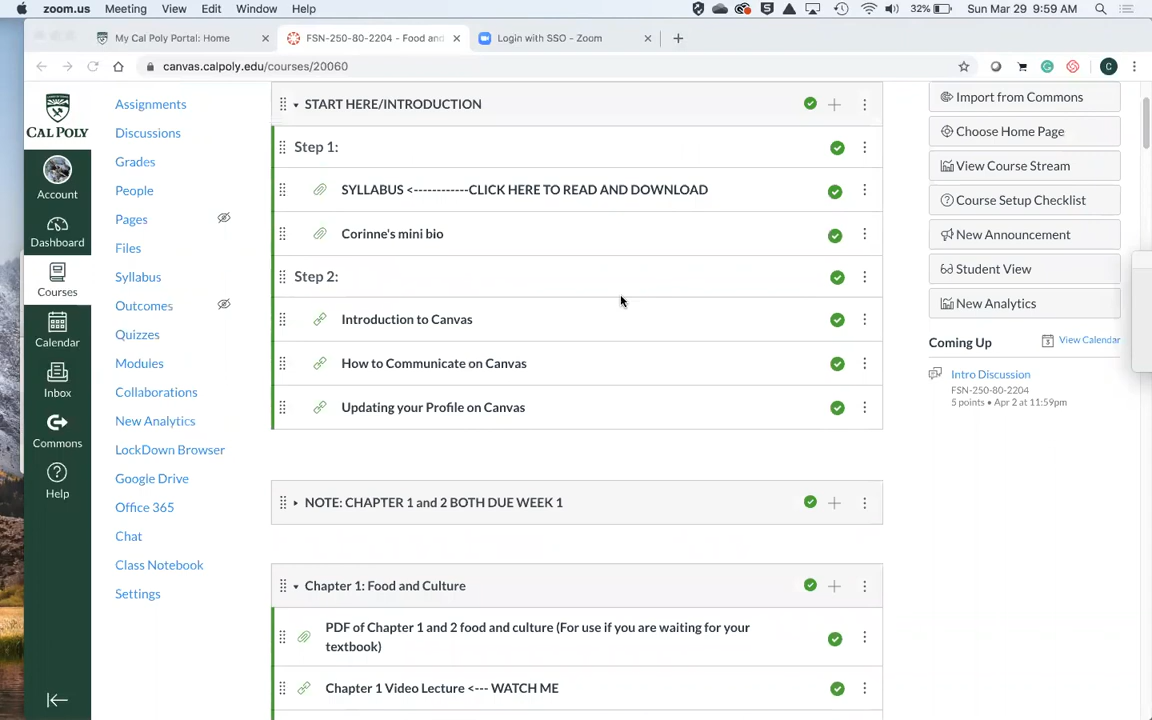 zoom.us Meeting View Edit Window Help 32% Sun Mar 29 9:59 AM
My Cal Poly Portal: Home FSN-250-80-2204 - Food and Login with SSO - Zoom
canvas.calpoly.edu/courses/20060 C
CAL POLY
Account
Dashboard
Courses
Calendar
Inbox
Commons
Help
Assignments
Discussions
Grades
People
Pages
Files
Syllabus
Outcomes
Quizzes
Modules
Collaborations
New Analytics
LockDown Browser
Google Drive
Office 365
Chat
Class Notebook
Settings
START HERE/INTRODUCTION
Step 1:
SYLLABUS <------------CLICK HERE TO READ AND DOWNLOAD
Corinne's mini bio
Step 2:
Introduction to Canvas
How to Communicate on Canvas
Updating your Profile on Canvas
NOTE: CHAPTER 1 and 2 BOTH DUE WEEK 1
Chapter 1: Food and Culture
PDF of Chapter 1 and 2 food and culture (For use if you are waiting for your
textbook)
Chapter 1 Video Lecture <--- WATCH ME
Import from Commons
Choose Home Page
View Course Stream
Course Setup Checklist
New Announcement
Student View
New Analytics
Coming Up View Calendar
Intro Discussion
FSN-250-80-2204
5 points • Apr 2 at 11:59pm